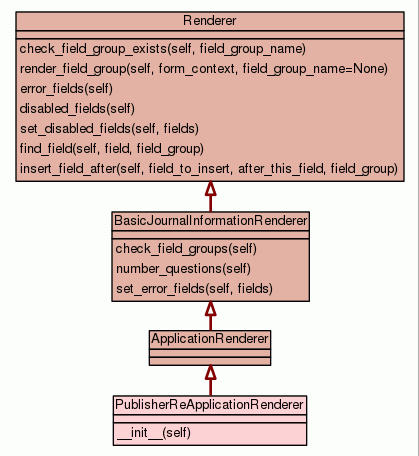 Renderer
check_field_group_exists(self, field_group_name)
render_field_group(self, form_context, field_group_name=None)
error_fields(self)
disabled_fields(self)
set_disabled_fields(self, fields)
find_field(self, field, field_group)
insert_field_after(self, field_to_insert, after_this_field, field_group)
BasicJournalInformationRenderer
check_field_groups(self)
number_questions(self)
set_error_fields(self, fields)
ApplicationRenderer
PublisherReApplicationRenderer
__init__(self)